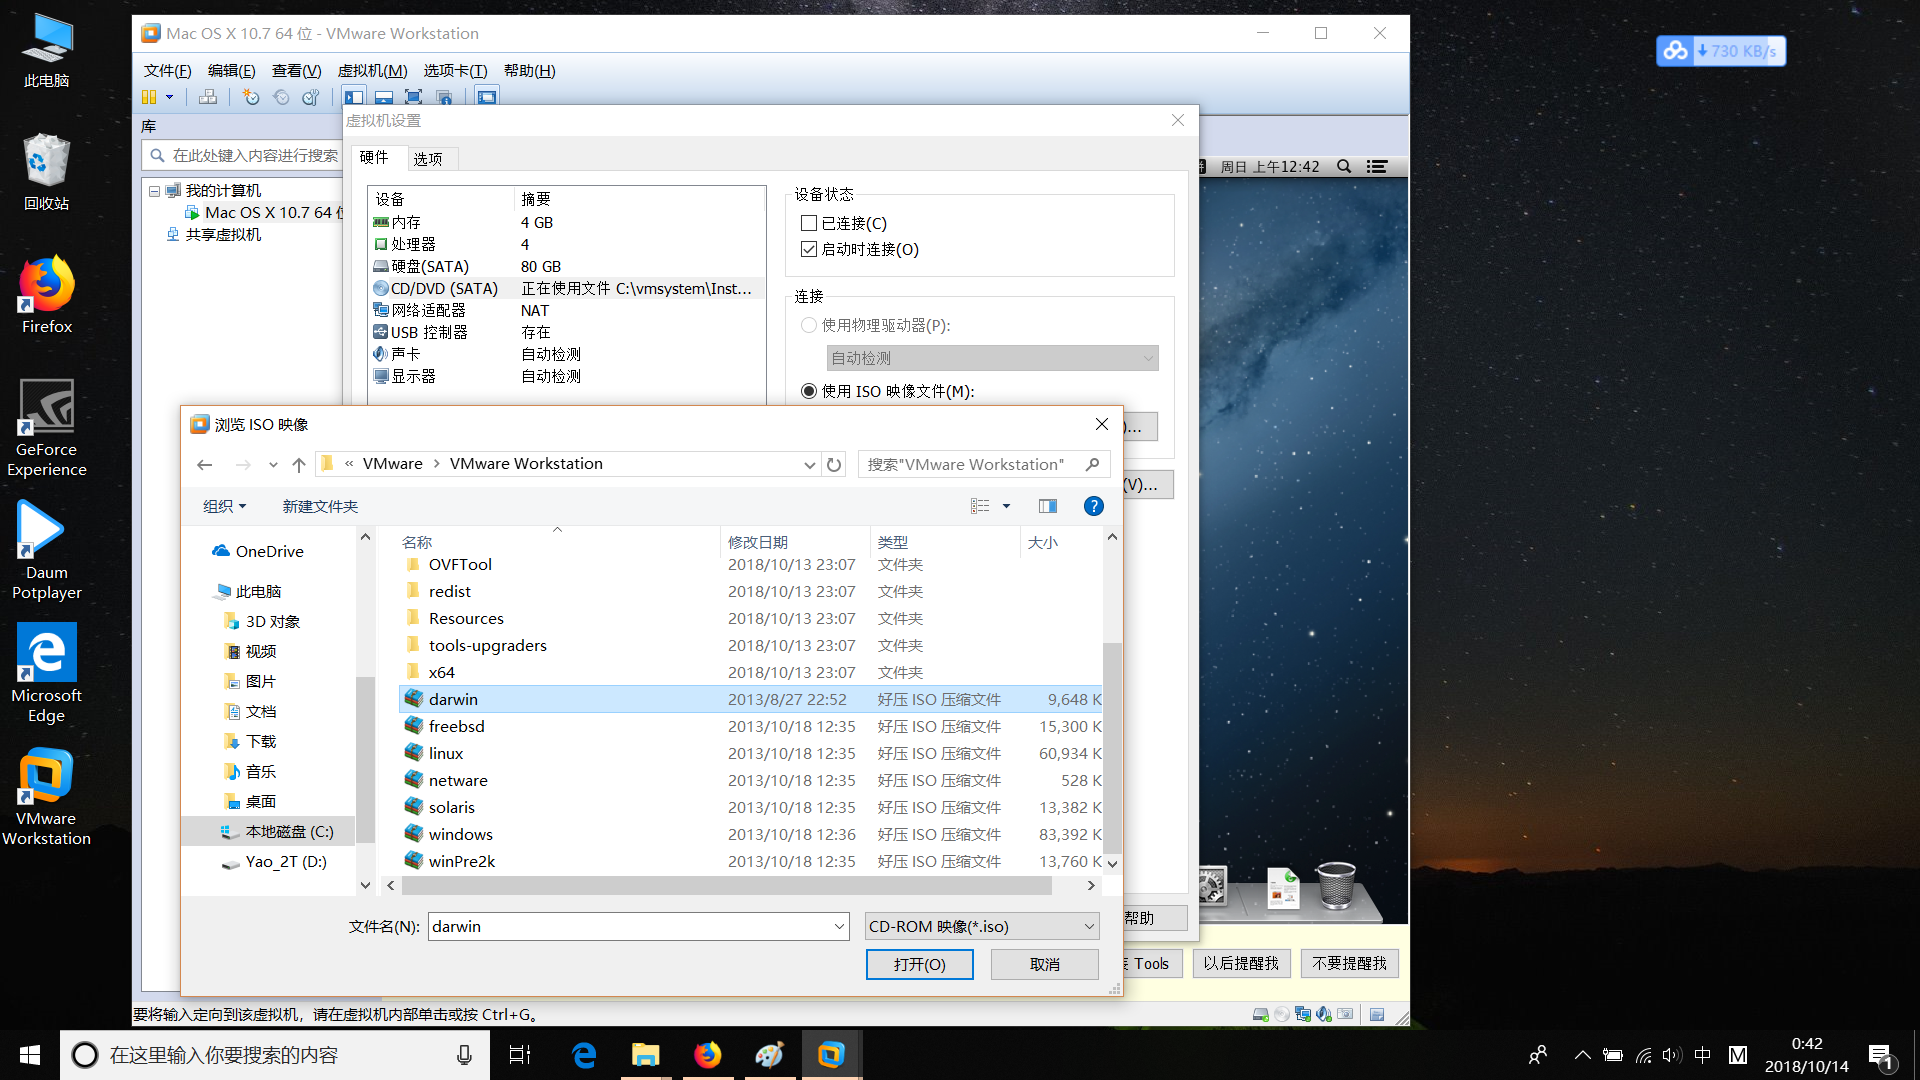 此电脑
回收站
Firefox
GeForce
Experience
Daum
Potplayer
Microsoft
Edge
VMware
Workstation
Mac OS X 10.7 64 位 - VMware Workstation
文件(F) 编辑(E) 查看(V) 虚拟机(M) 选项卡(T) 帮助(H)
730 KB/s
库
在此处键入内容进行搜索
我的计算机
Mac OS X 10.7 64 位
共享虚拟机
周日 上午12:42
虚拟机设置
硬件 选项
设备 摘要
内存 4 GB
处理器 4
硬盘(SATA) 80 GB
CD/DVD (SATA) 正在使用文件 C:\vmsystem\Inst...
网络适配器 NAT
USB 控制器 存在
声卡 自动检测
显示器 自动检测
设备状态
已连接(C)
启动时连接(O)
连接
使用物理驱动器(P):
自动检测
使用 ISO 映像文件(M):
)...
(V)...
帮助
浏览 ISO 映像
« VMware › VMware Workstation
搜索"VMware Workstation"
组织 新建文件夹
OneDrive
此电脑
3D 对象
视频
图片
文档
下载
音乐
桌面
本地磁盘 (C:)
Yao_2T (D:)
名称 修改日期 类型 大小
OVFTool 2018/10/13 23:07 文件夹
redist 2018/10/13 23:07 文件夹
Resources 2018/10/13 23:07 文件夹
tools-upgraders 2018/10/13 23:07 文件夹
x64 2018/10/13 23:07 文件夹
darwin 2013/8/27 22:52 好压 ISO 压缩文件 9,648 K
freebsd 2013/10/18 12:35 好压 ISO 压缩文件 15,300 K
linux 2013/10/18 12:35 好压 ISO 压缩文件 60,934 K
netware 2013/10/18 12:35 好压 ISO 压缩文件 528 K
solaris 2013/10/18 12:35 好压 ISO 压缩文件 13,382 K
windows 2013/10/18 12:36 好压 ISO 压缩文件 83,392 K
winPre2k 2013/10/18 12:35 好压 ISO 压缩文件 13,760 K
文件名(N): darwin
CD-ROM 映像(*.iso)
打开(O) 取消
Tools 以后提醒我 不要提醒我
要将输入定向到该虚拟机，请在虚拟机内部单击或按 Ctrl+G。
在这里输入你要搜索的内容
中 M
0:42
2018/10/14
1